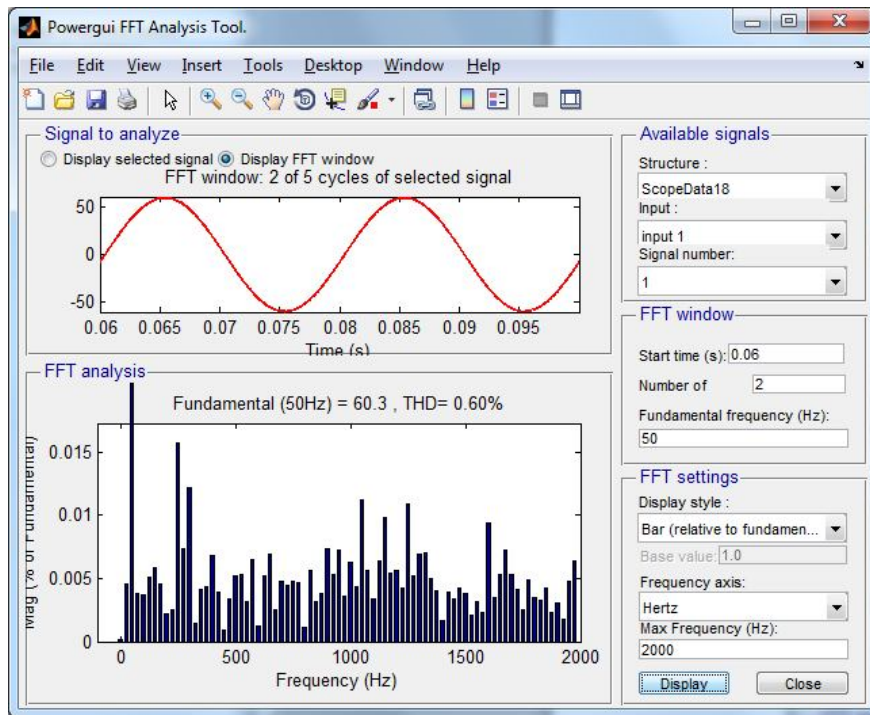 Powergui FFT Analysis Tool.
File Edit View Insert Tools Desktop Window Help
Signal to analyze
Display selected signal Display FFT window
FFT window: 2 of 5 cycles of selected signal
50
0
-50
0.06 0.065 0.07 0.075 0.08 0.085 0.09 0.095
Time (s)
FFT analysis
Fundamental (50Hz) = 60.3 , THD= 0.60%
Mag (% of Fundamental)
0.015
0.01
0.005
0
0 500 1000 1500 2000
Frequency (Hz)
Available signals
Structure :
ScopeData18
Input :
input 1
Signal number:
1
FFT window
Start time (s): 0.06
Number of 2
Fundamental frequency (Hz):
50
FFT settings
Display style :
Bar (relative to fundamen...
Base value: 1.0
Frequency axis:
Hertz
Max Frequency (Hz):
2000
Display Close